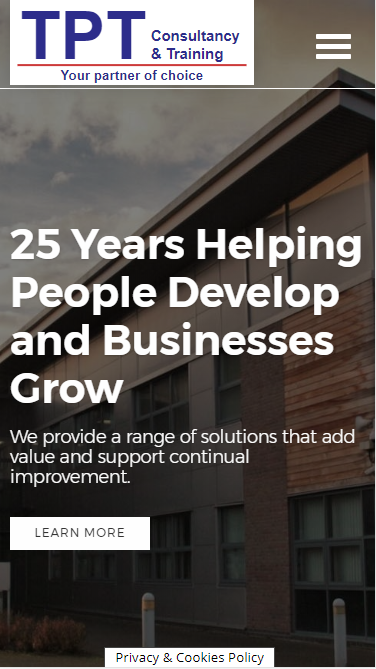 TPT Consultancy
& Training
Your partner of choice
25 Years Helping
People Develop
and Businesses
Grow
We provide a range of solutions that add
value and support continual
improvement.
LEARN MORE
Privacy & Cookies Policy